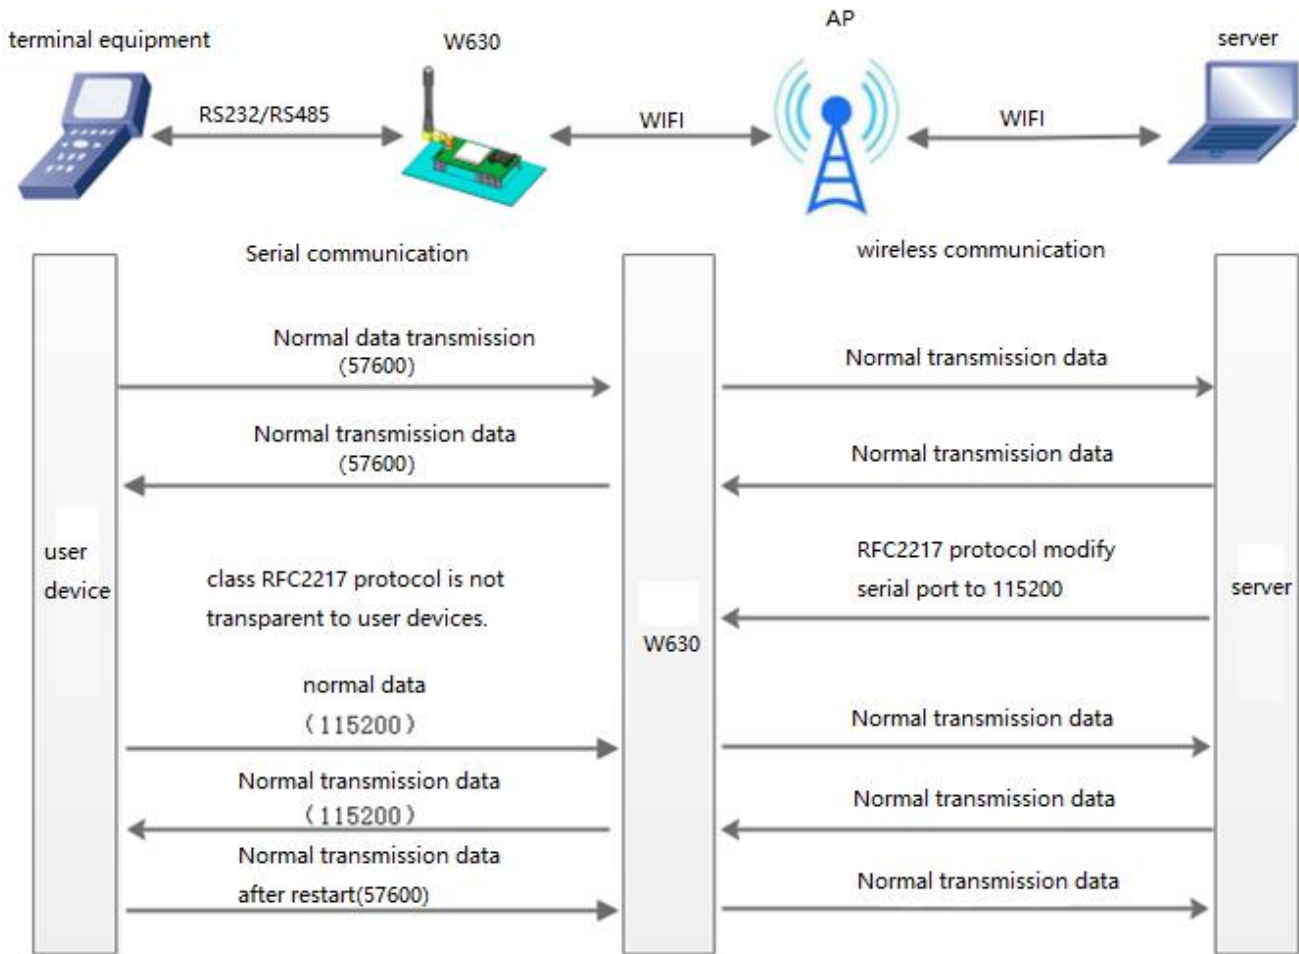 AP
terminal equipment
W630
server
RS232/RS485
WIFI
WIFI
Serial communication
wireless communication
Normal data transmission
(57600)
Normal transmission data
Normal transmission data
(57600)
Normal transmission data
user
device
class RFC2217 protocol is not
transparent to user devices.
W630
RFC2217 protocol modify
serial port to 115200
server
normal data
（115200）
Normal transmission data
Normal transmission data
（115200）
Normal transmission data
Normal transmission data
after restart(57600)
Normal transmission data